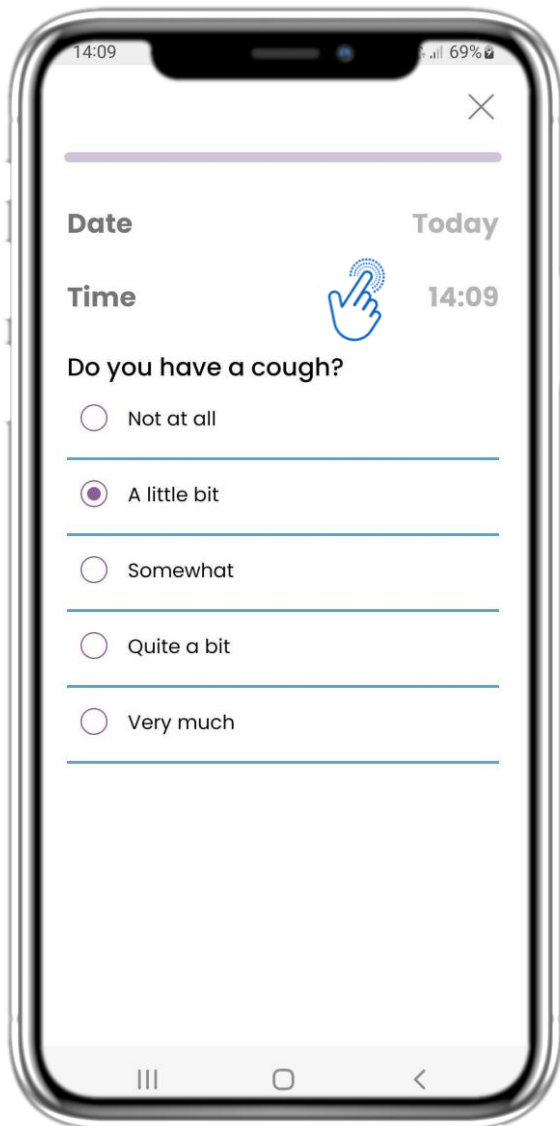 14:09 69%
Date Today
Time 14:09
Do you have a cough?
Not at all
A little bit
Somewhat
Quite a bit
Very much